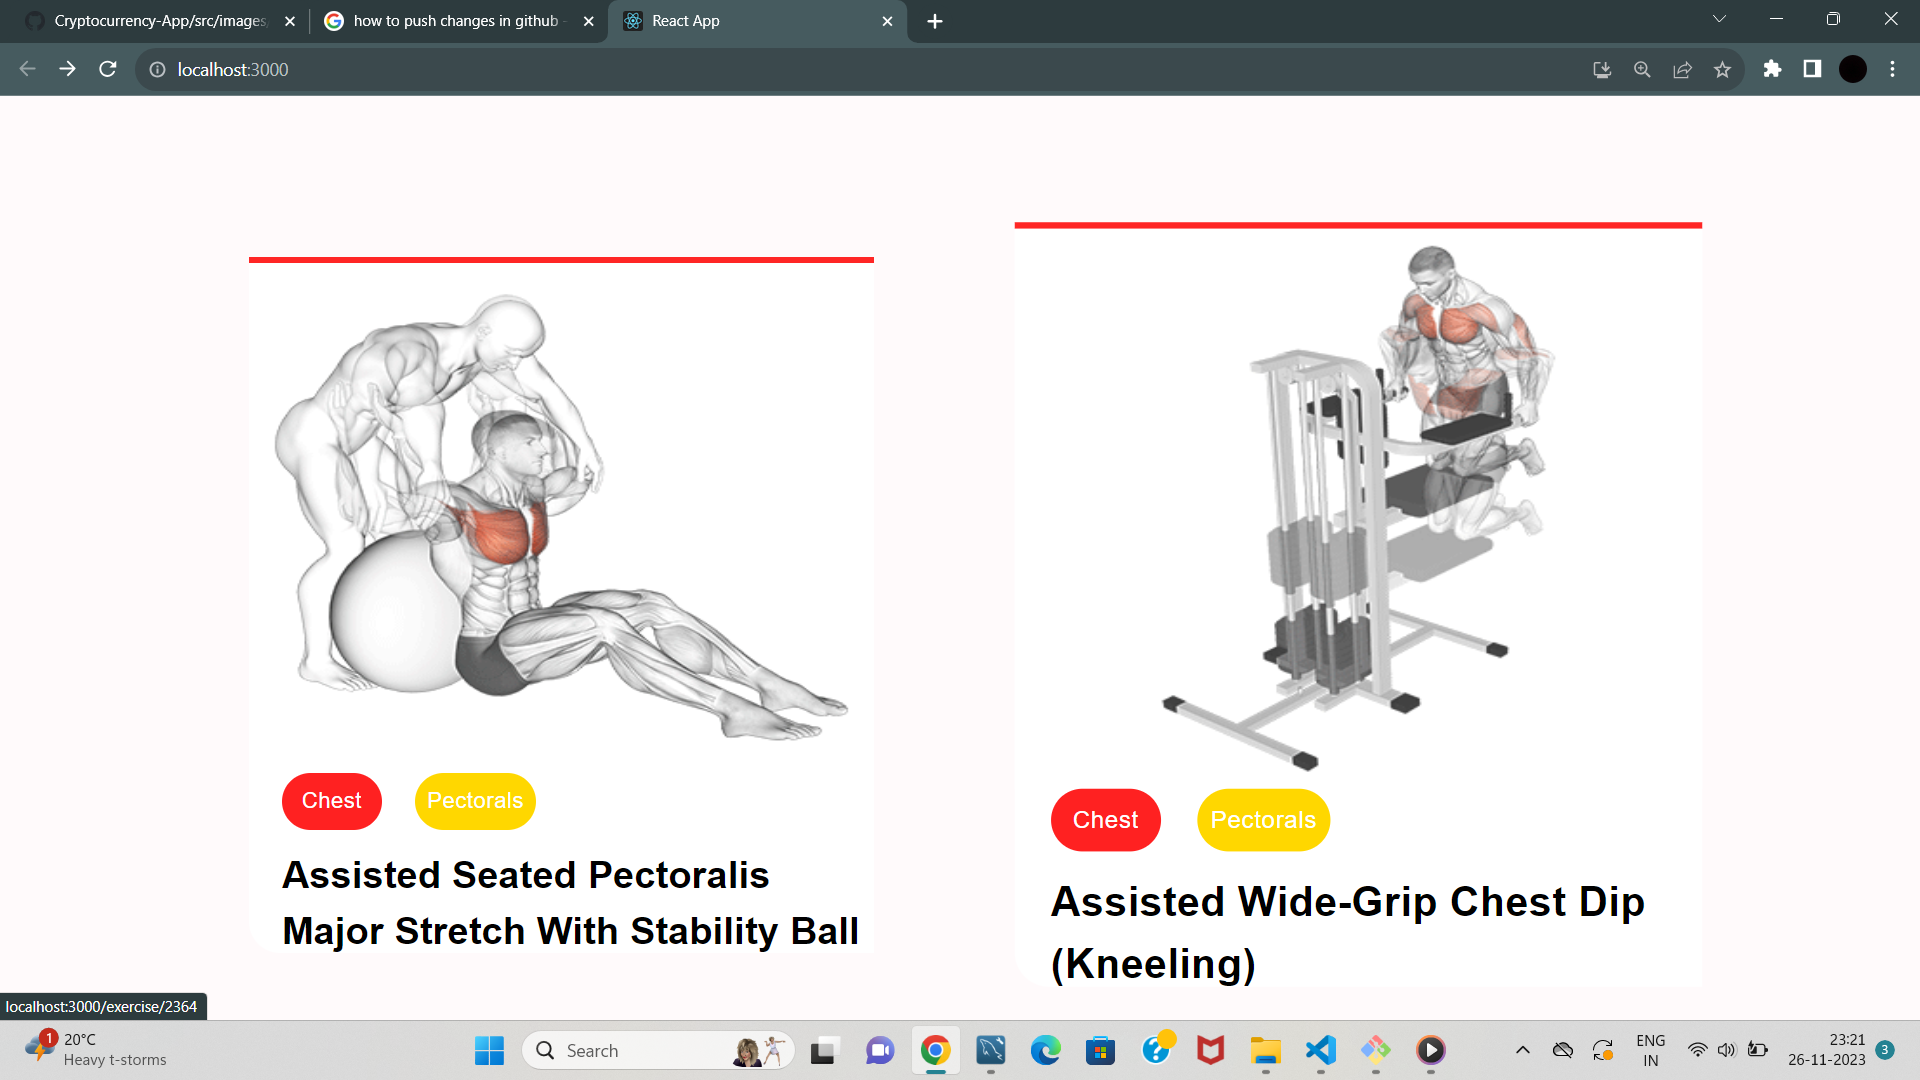 Cryptocurrency-App/src/images
how to push changes in github -
React App
localhost:3000
Chest
Pectorals
Assisted Seated Pectoralis
Major Stretch With Stability Ball
Chest
Pectorals
Assisted Wide-Grip Chest Dip
(Kneeling)
localhost:3000/exercise/2364
1
20°C
Heavy t-storms
Search
ENG
IN
23:21
26-11-2023
3